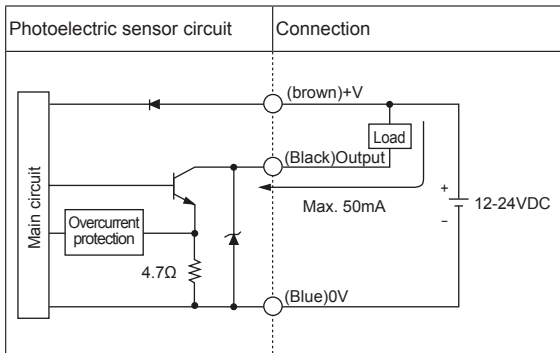 Photoelectric sensor circuit
Connection
(brown)+V
Load
(Black)Output
Main circuit
Max. 50mA
+
12-24VDC
−
Overcurrent
protection
4.7Ω
(Blue)0V